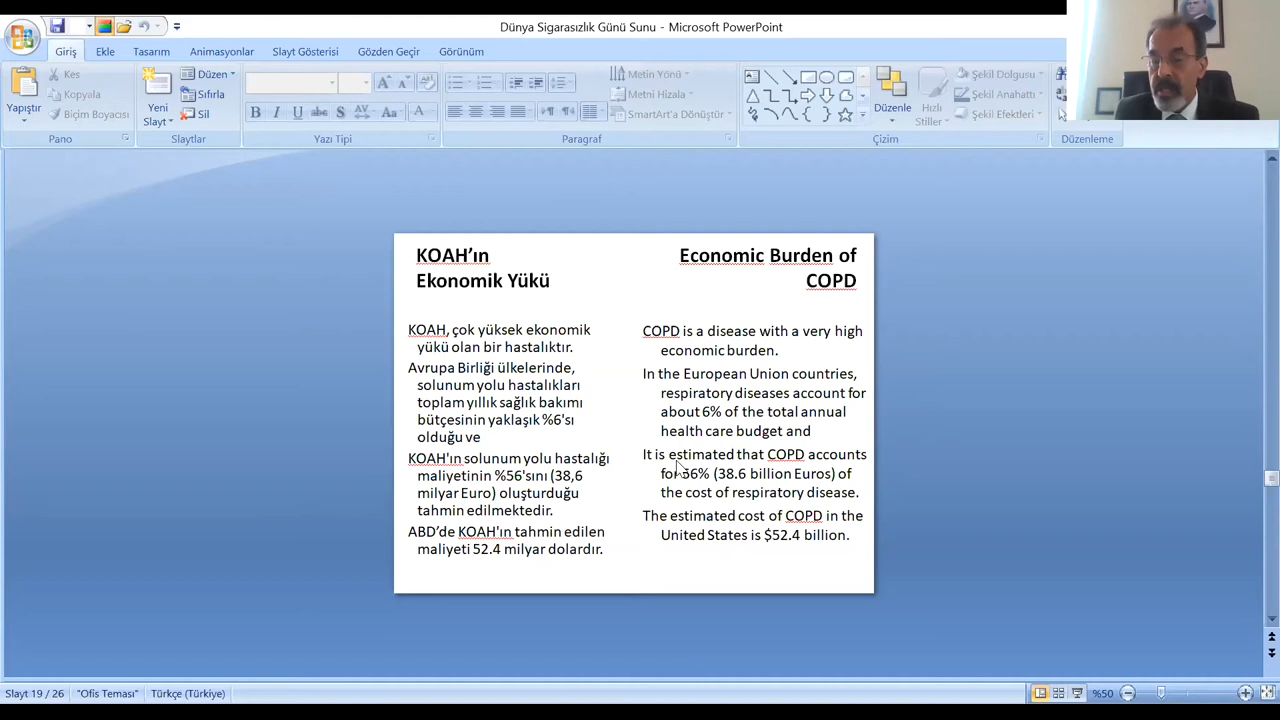 Dünya Sigarasızlık Günü Sunu - Microsoft PowerPoint
Giriş Ekle Tasarım Animasyonlar Slayt Gösterisi Gözden Geçir Görünüm
Yapıştır
Kes
Kopyala
Biçim Boyacısı
Pano
Yeni
Slayt
Düzen
Sıfırla
Sil
Slaytlar
Yazı Tipi
Metin Yönü
Metni Hizala
SmartArt'a Dönüştür
Paragraf
Düzenle
Hızlı
Stiller
Şekil Dolgusu
Şekil Anahattı
Şekil Efektleri
Çizim
Düzenleme
KOAH’ın
Ekonomik Yükü
KOAH, çok yüksek ekonomik
yükü olan bir hastalıktır.
Avrupa Birliği ülkelerinde,
solunum yolu hastalıkları
toplam yıllık sağlık bakımı
bütçesinin yaklaşık %6'sı
olduğu ve
KOAH'ın solunum yolu hastalığı
maliyetinin %56'sını (38,6
milyar Euro) oluşturduğu
tahmin edilmektedir.
ABD’de KOAH'ın tahmin edilen
maliyeti 52.4 milyar dolardır.
Economic Burden of
COPD
COPD is a disease with a very high
economic burden.
In the European Union countries,
respiratory diseases account for
about 6% of the total annual
health care budget and
It is estimated that COPD accounts
for 56% (38.6 billion Euros) of
the cost of respiratory disease.
The estimated cost of COPD in the
United States is $52.4 billion.
Slayt 19 / 26 "Ofis Teması" Türkçe (Türkiye) %50